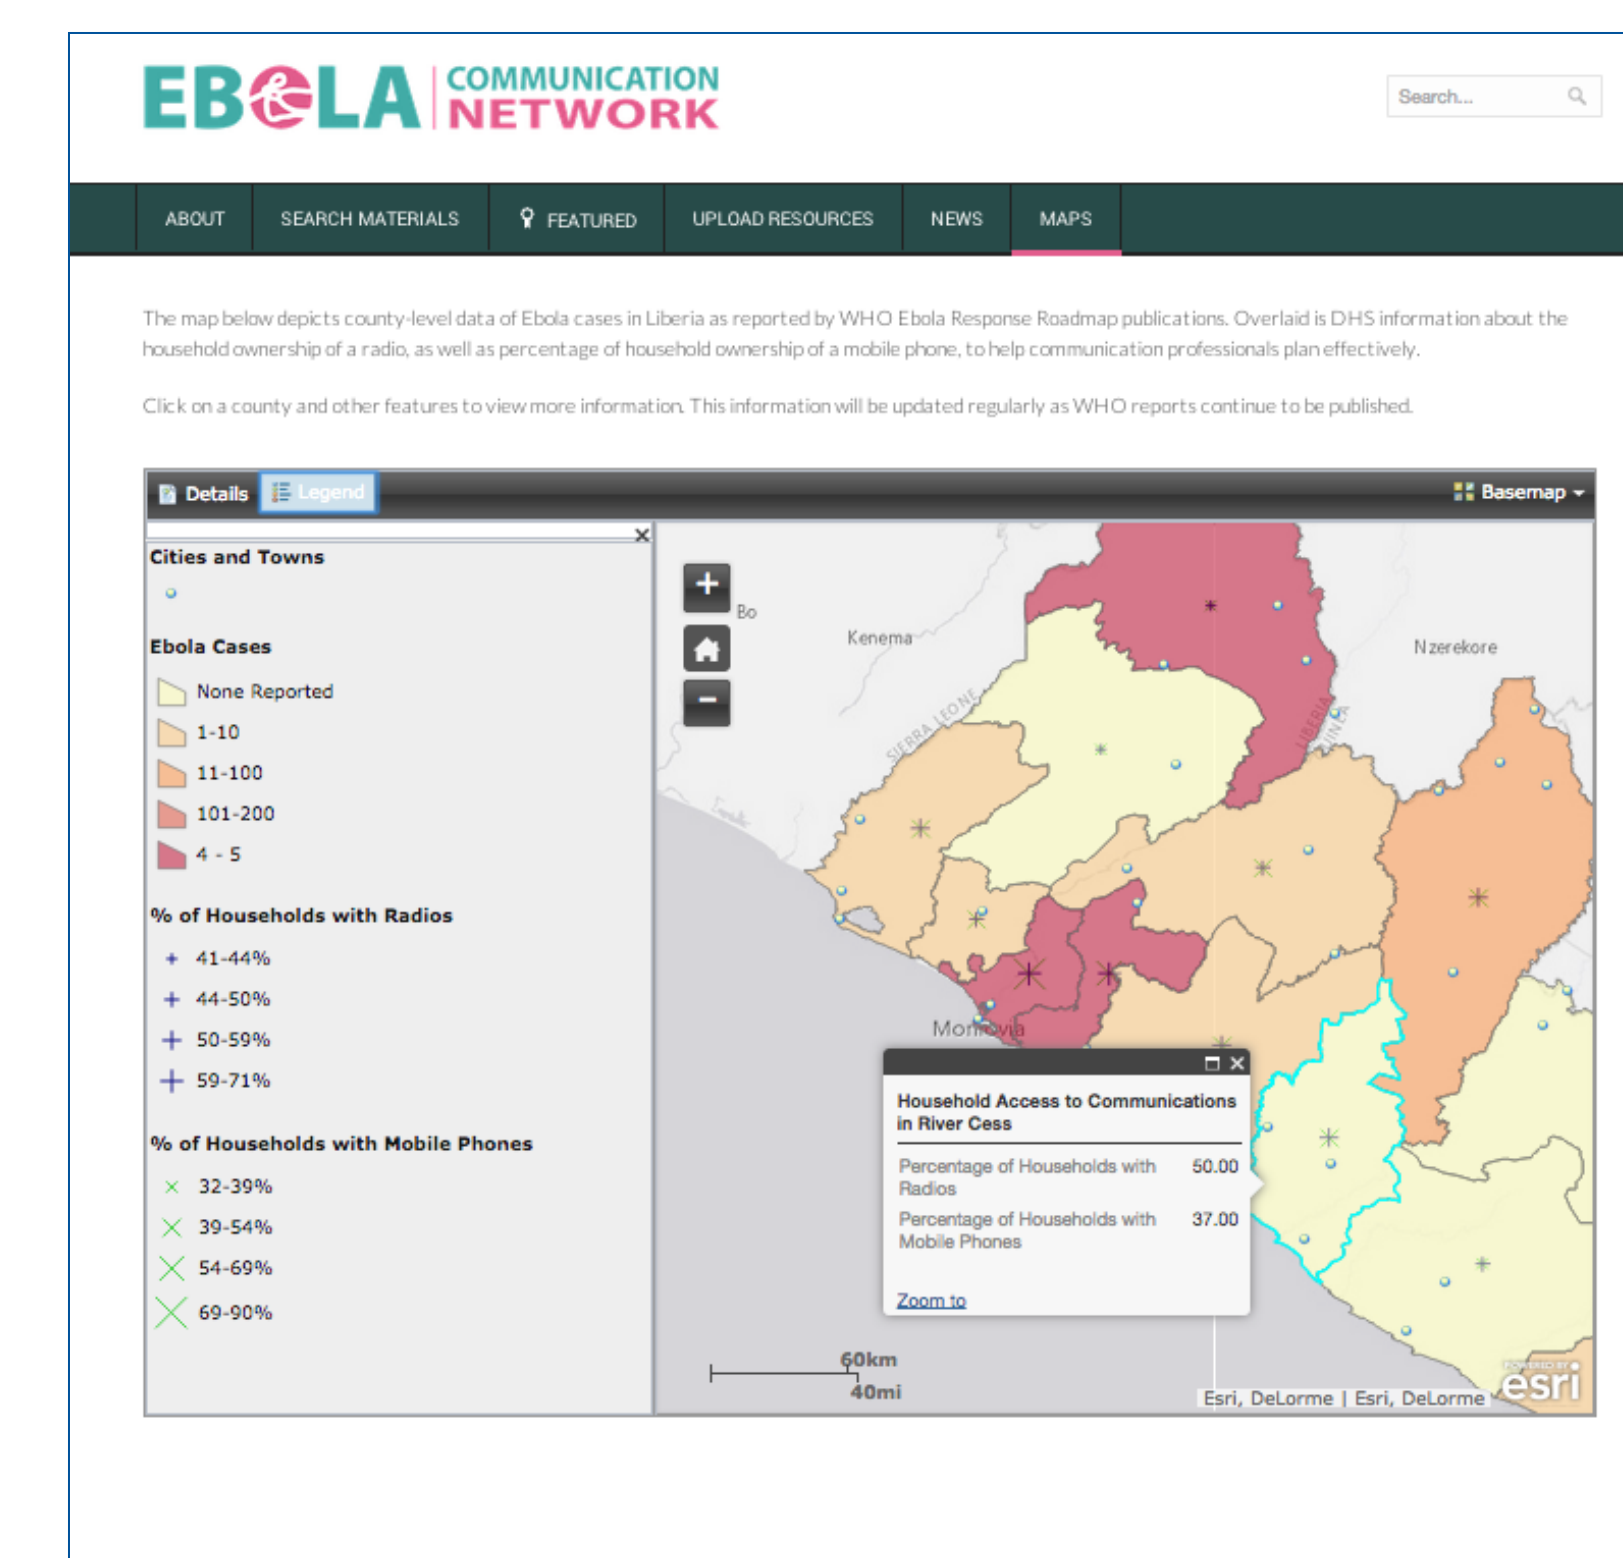 EBOLA COMMUNICATION NETWORK
Search...
ABOUT SEARCH MATERIALS FEATURED UPLOAD RESOURCES NEWS MAPS
The map below depicts county-level data of Ebola cases in Liberia as reported by WHO Ebola Response Roadmap publications. Overlaid is DHS information about the
household ownership of a radio, as well as percentage of household ownership of a mobile phone, to help communication professionals plan effectively.
Click on a county and other features to view more information. This information will be updated regularly as WHO reports continue to be published.
Details Legend Basemap
Cities and Towns
Ebola Cases
None Reported
1-10
11-100
101-200
4 - 5
% of Households with Radios
41-44%
44-50%
50-59%
59-71%
% of Households with Mobile Phones
32-39%
39-54%
54-69%
69-90%
Bo
Kenema
Nzerekore
SIERRA LEONE
LIBERIA
Monrovia
Household Access to Communications
in River Cess
Percentage of Households with 50.00
Radios
Percentage of Households with 37.00
Mobile Phones
Zoom to
60km
40mi
POWERED BY
esri
Esri, DeLorme | Esri, DeLorme